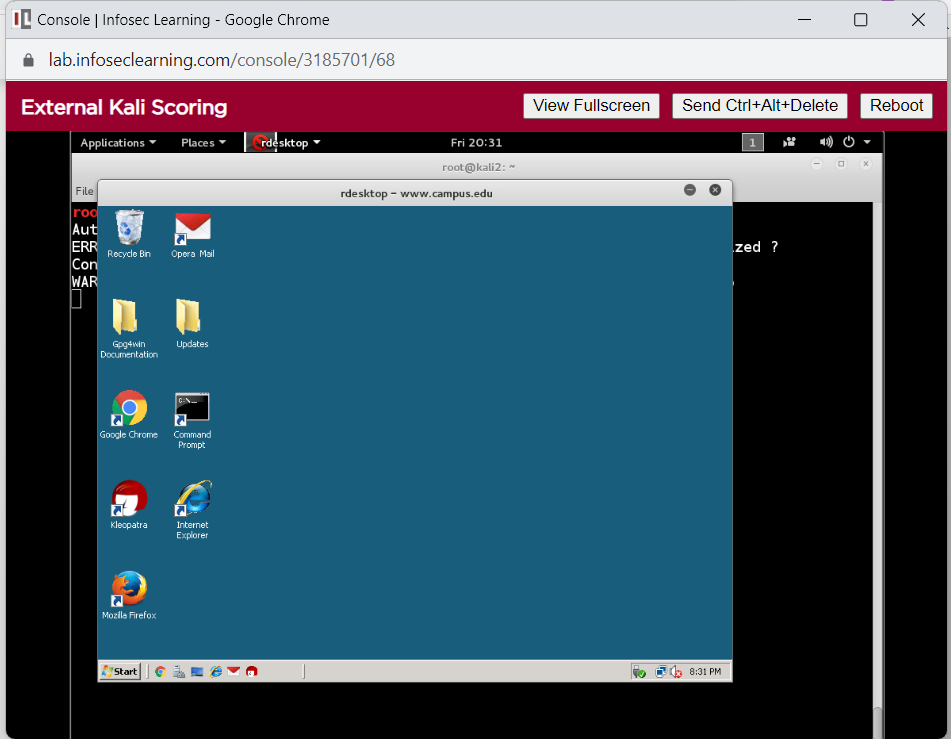 Console | Infosec Learning - Google Chrome
lab.infoseclearning.com/console/3185701/68
External Kali Scoring
View Fullscreen
Send Ctrl+Alt+Delete
Reboot
Applications
Places
rdesktop
Fri 20:31
1
root@kali2: ~
File
rdesktop - www.campus.edu
roo
Aut
ERR
zed ?
Con
WAR
Recycle Bin
Opera Mail
Gpg4win
Documentation
Updates
Google Chrome
Command
Prompt
Kleopatra
Internet
Explorer
Mozilla Firefox
Start
8:31 PM